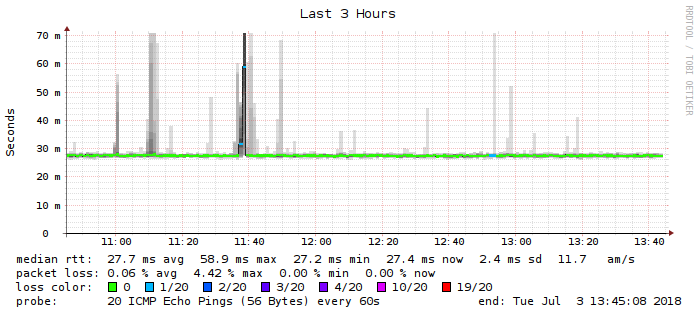 Last 3 Hours
RRDTOOL / TOBI OETIKER
Seconds
70 m
60 m
50 m
40 m
30 m
20 m
10 m
0
11:00 11:20 11:40 12:00 12:20 12:40 13:00 13:20 13:40
median rtt: 27.7 ms avg 58.9 ms max 27.2 ms min 27.4 ms now 2.4 ms sd 11.7 am/s
packet loss: 0.06 % avg 4.42 % max 0.00 % min 0.00 % now
loss color: 0 1/20 2/20 3/20 4/20 10/20 19/20
probe: 20 ICMP Echo Pings (56 Bytes) every 60s end: Tue Jul 3 13:45:08 2018